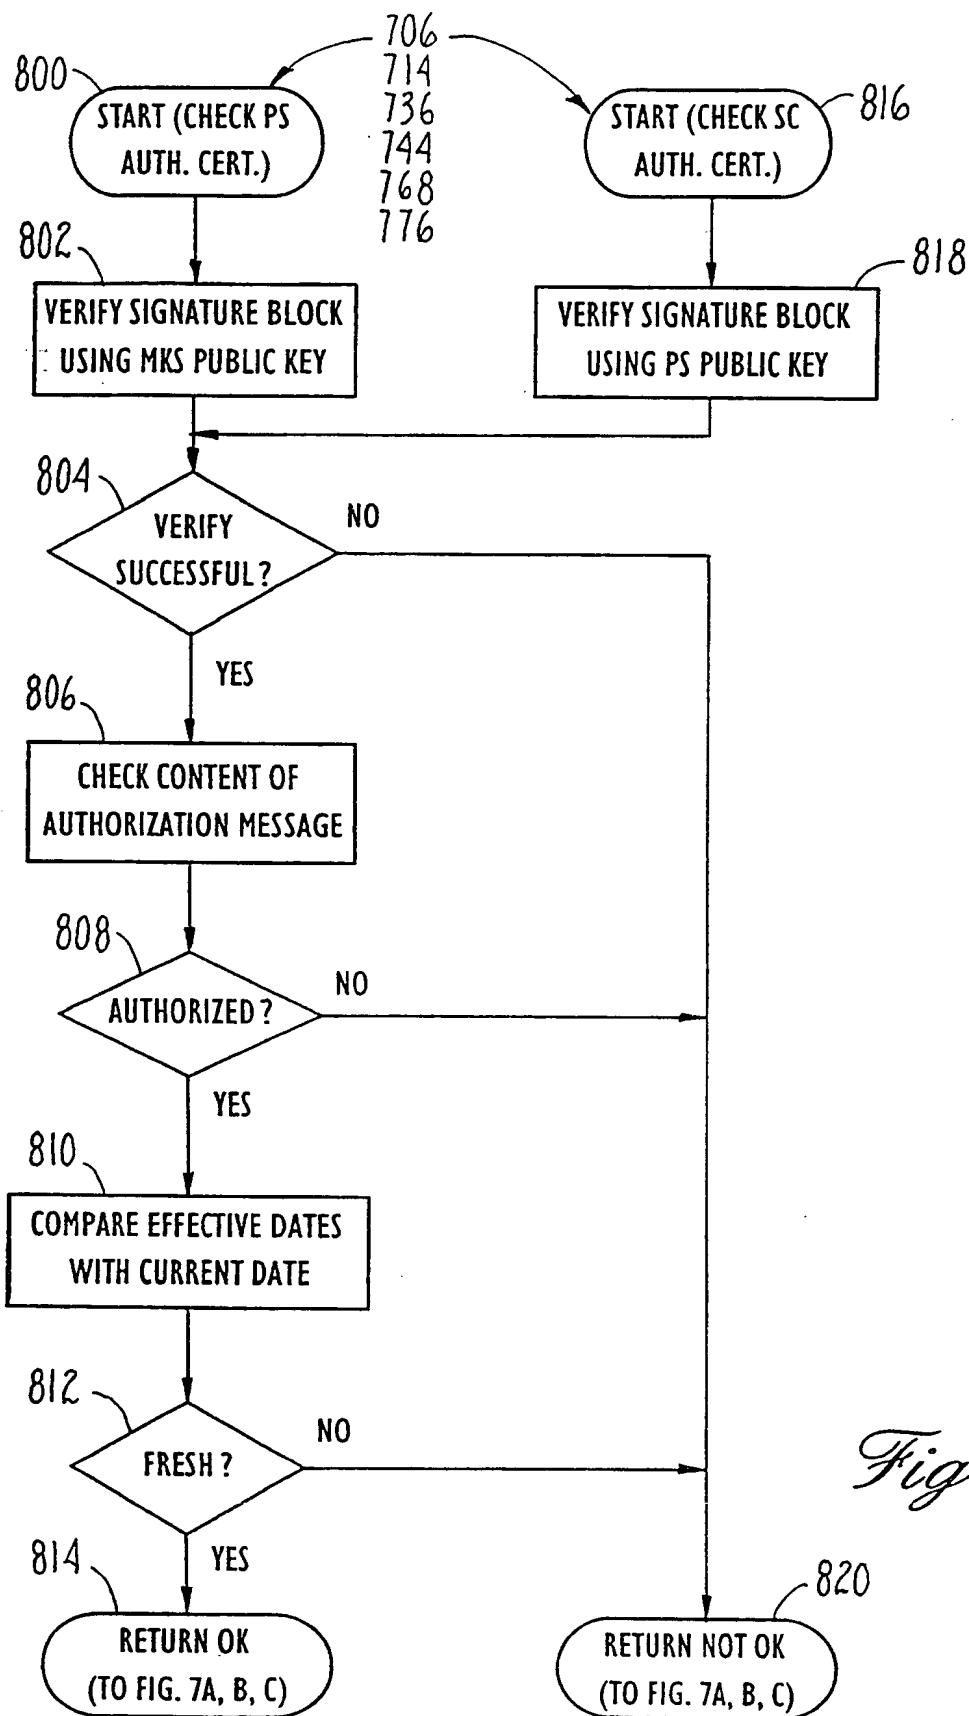 706
714
736
744
768
776
800
START (CHECK PS
AUTH. CERT.)
816
START (CHECK SC
AUTH. CERT.)
802
VERIFY SIGNATURE BLOCK
USING MKS PUBLIC KEY
818
VERIFY SIGNATURE BLOCK
USING PS PUBLIC KEY
804
VERIFY
SUCCESSFUL?
NO
YES
806
CHECK CONTENT OF
AUTHORIZATION MESSAGE
808
AUTHORIZED?
NO
YES
810
COMPARE EFFECTIVE DATES
WITH CURRENT DATE
812
FRESH?
NO
YES
Fig
814
RETURN OK
(TO FIG. 7A, B, C)
820
RETURN NOT OK
(TO FIG. 7A, B, C)